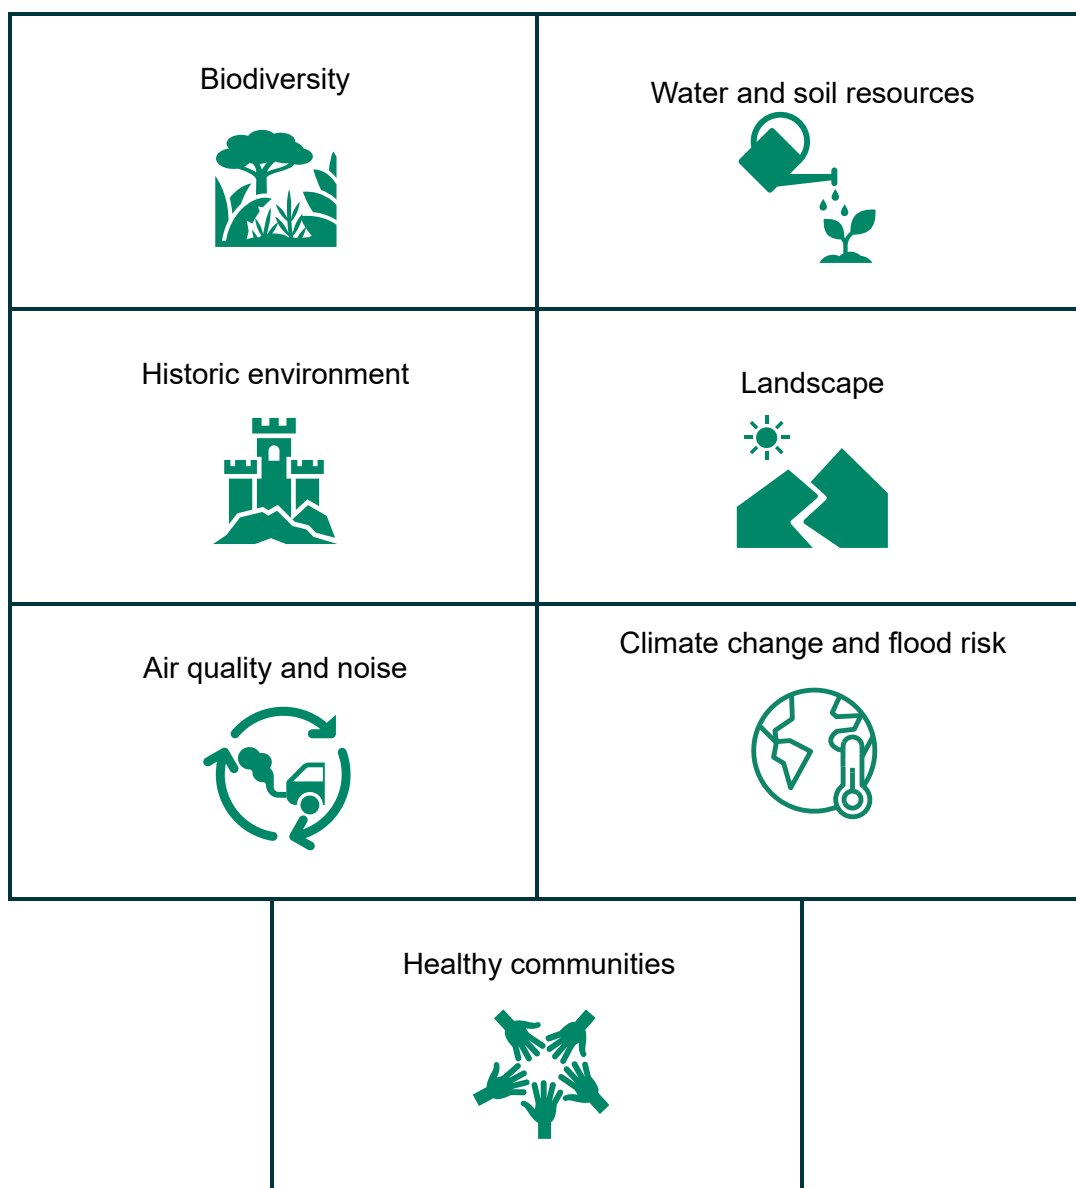 Biodiversity
Water and soil resources
Historic environment
Landscape
Air quality and noise
Climate change and flood risk
Healthy communities